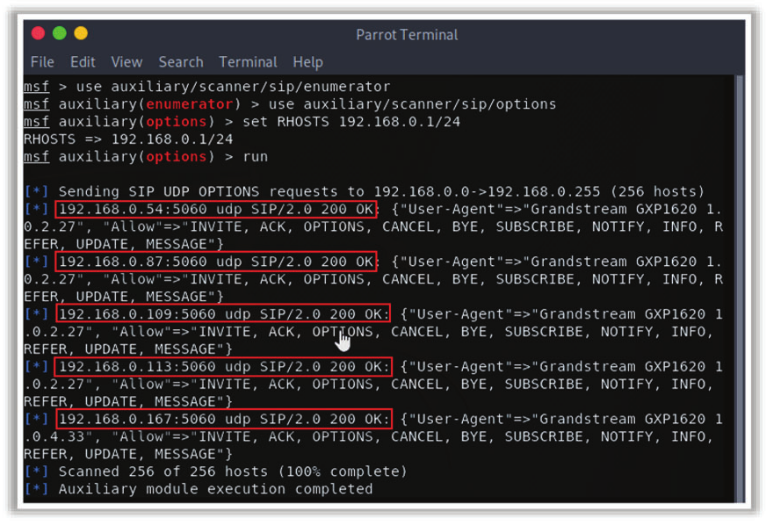 Parrot Terminal
File Edit View Search Terminal Help
msf > use auxiliary/scanner/sip/enumerator
msf auxiliary(enumerator) > use auxiliary/scanner/sip/options
msf auxiliary(options) > set RHOSTS 192.168.0.1/24
RHOSTS => 192.168.0.1/24
msf auxiliary(options) > run
[*] Sending SIP UDP OPTIONS requests to 192.168.0.0->192.168.0.255 (256 hosts)
[*] 192.168.0.54:5060 udp SIP/2.0 200 OK: {"User-Agent"=>"Grandstream GXP1620 1.
0.2.27", "Allow"=>"INVITE, ACK, OPTIONS, CANCEL, BYE, SUBSCRIBE, NOTIFY, INFO, R
EFER, UPDATE, MESSAGE"}
[*] 192.168.0.87:5060 udp SIP/2.0 200 OK: {"User-Agent"=>"Grandstream GXP1620 1.
0.2.27", "Allow"=>"INVITE, ACK, OPTIONS, CANCEL, BYE, SUBSCRIBE, NOTIFY, INFO, R
EFER, UPDATE, MESSAGE"}
[*] 192.168.0.109:5060 udp SIP/2.0 200 OK: {"User-Agent"=>"Grandstream GXP1620 1
.0.2.27", "Allow"=>"INVITE, ACK, OPTIONS, CANCEL, BYE, SUBSCRIBE, NOTIFY, INFO,
REFER, UPDATE, MESSAGE"}
[*] 192.168.0.113:5060 udp SIP/2.0 200 OK: {"User-Agent"=>"Grandstream GXP1620 1
.0.2.27", "Allow"=>"INVITE, ACK, OPTIONS, CANCEL, BYE, SUBSCRIBE, NOTIFY, INFO,
REFER, UPDATE, MESSAGE"}
[*] 192.168.0.167:5060 udp SIP/2.0 200 OK: {"User-Agent"=>"Grandstream GXP1620 1
.0.4.33", "Allow"=>"INVITE, ACK, OPTIONS, CANCEL, BYE, SUBSCRIBE, NOTIFY, INFO,
REFER, UPDATE, MESSAGE"}
[*] Scanned 256 of 256 hosts (100% complete)
[*] Auxiliary module execution completed